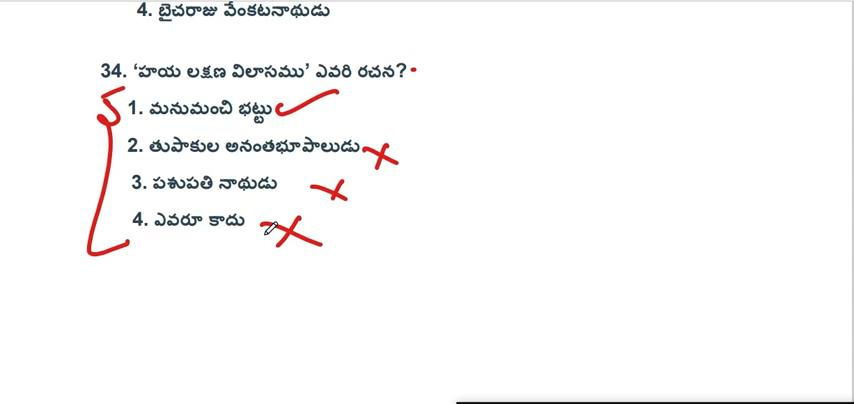 4. బైచరాజు వేంకటనాథుడు
34. 'హయ లక్షణ విలాసము' ఎవరి రచన?
1. మనుమంచి భట్టు
2. తుపాకుల అనంతభూపాలుడు
3. పశుపతి నాథుడు
4. ఎవరూ కాదు